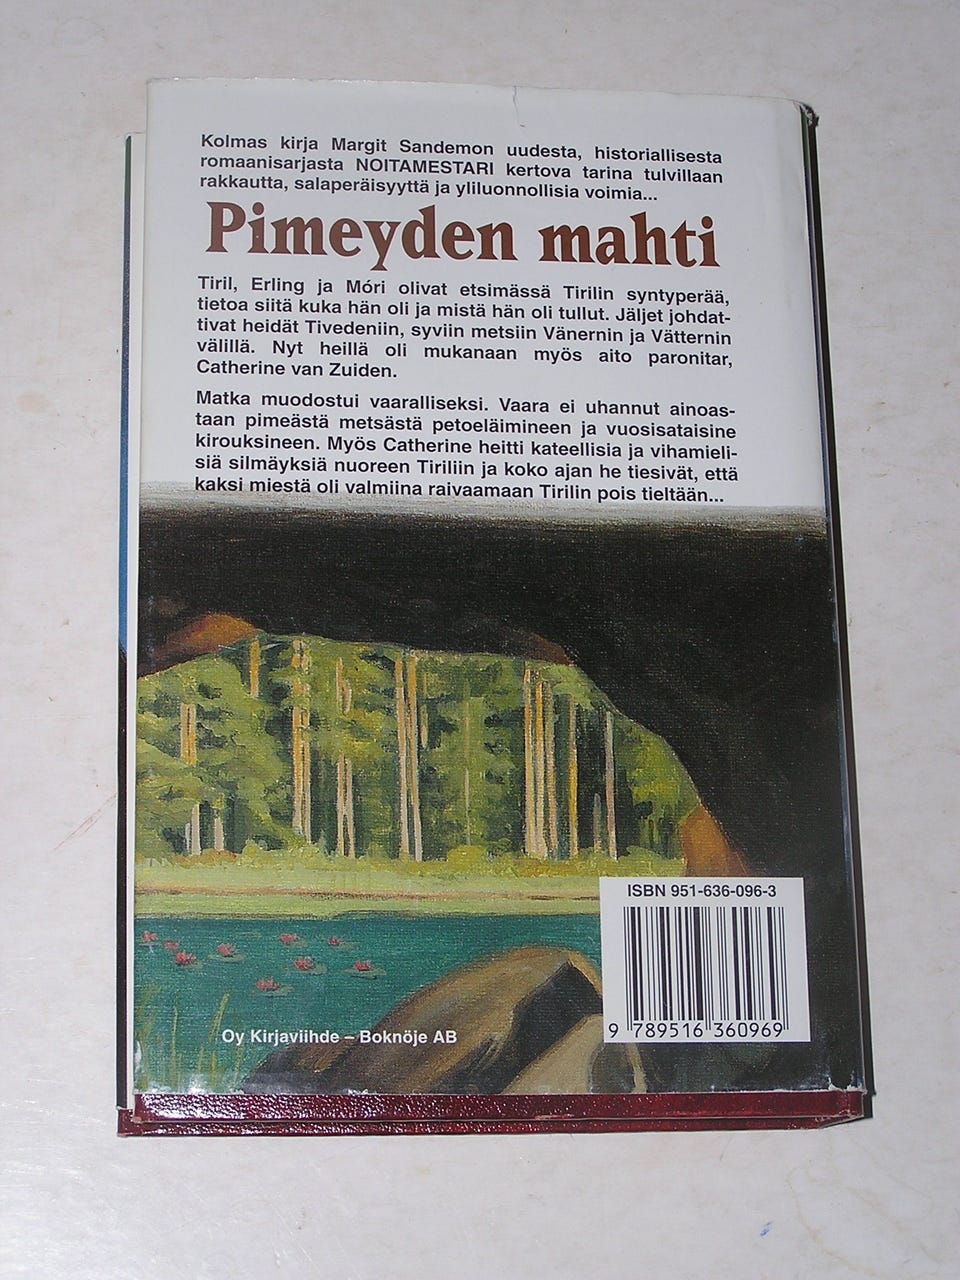 Kolmas kirja Margit Sandemon uudesta, historiallisesta
romaanisarjasta NOITAMESTARI kertova tarina tulvillaan
rakkautta, salaperäisyyttä ja yliluonnollisia voimia...
Pimeyden mahti
Tiril, Erling ja Móri olivat etsimässä Tirilin syntyperää,
tietoa siitä kuka hän oli ja mistä hän oli tullut. Jäljet johdat-
tivat heidät Tivedeniin, syviin metsiin Vänernin ja Vätternin
välillä. Nyt heillä oli mukanaan myös aito paronitar,
Catherine van Zuiden.
Matka muodostui vaaralliseksi. Vaara ei uhannut ainoas-
taan pimeästä metsästä petoeläimineen ja vuosisataisine
kirouksineen. Myös Catherine heitti kateellisia ja vihamieli-
siä silmäyksiä nuoreen Tiriliin ja koko ajan he tiesivät, että
kaksi miestä oli valmiina raivaamaan Tirilin pois tieltään...
ISBN 951-636-096-3
9 789516 360969
Oy Kirjaviihde – Boknöje AB